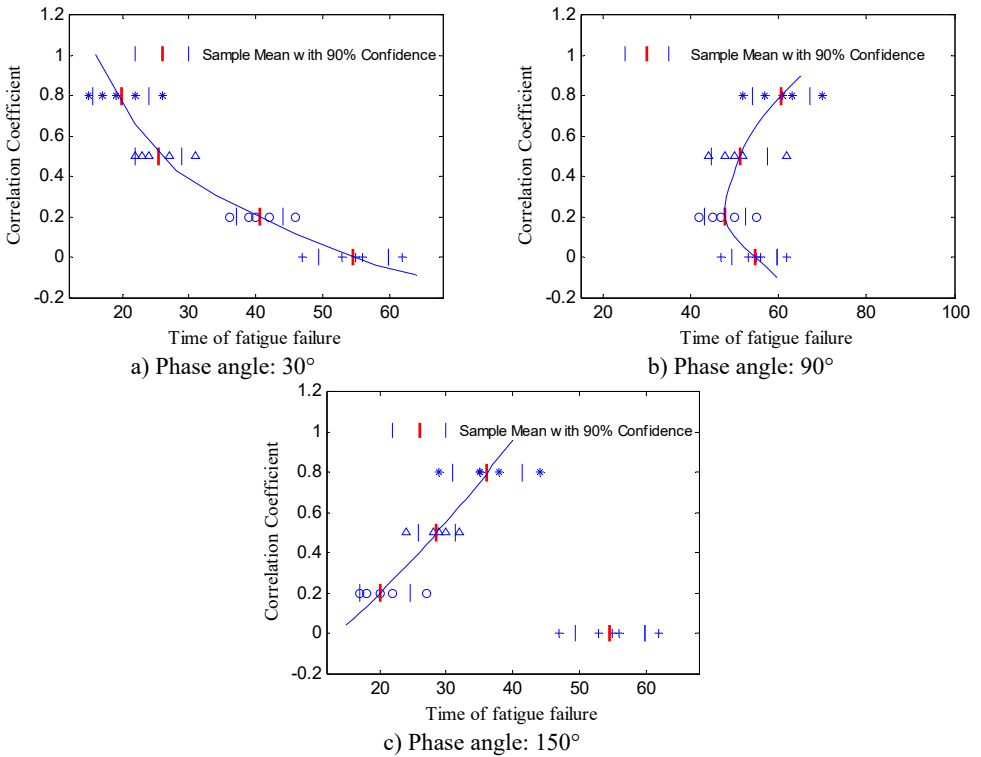 1.2
1
0.8
0.6
0.4
0.2
0
-0.2
Correlation Coefficient
Sample Mean with 90% Confidence
20 30 40 50 60
Time of fatigue failure
a) Phase angle: 30°
1.2
1
0.8
0.6
0.4
0.2
0
-0.2
Correlation Coefficient
Sample Mean with 90% Confidence
20 40 60 80 100
Time of fatigue failure
b) Phase angle: 90°
1.2
1
0.8
0.6
0.4
0.2
0
-0.2
Correlation Coefficient
Sample Mean with 90% Confidence
20 30 40 50 60
Time of fatigue failure
c) Phase angle: 150°